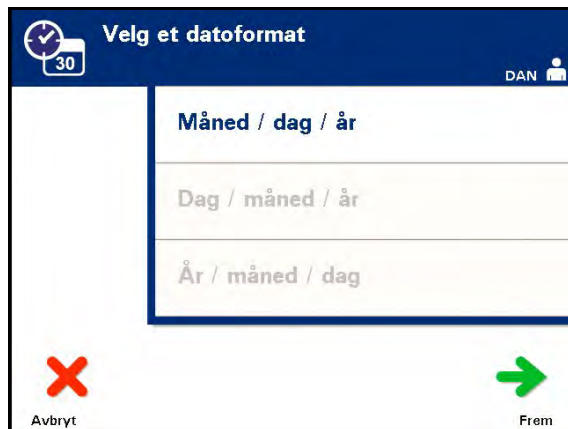 Velg et datoformat
30
DAN
Måned / dag / år
Dag / måned / år
År / måned / dag
Avbryt
Frem